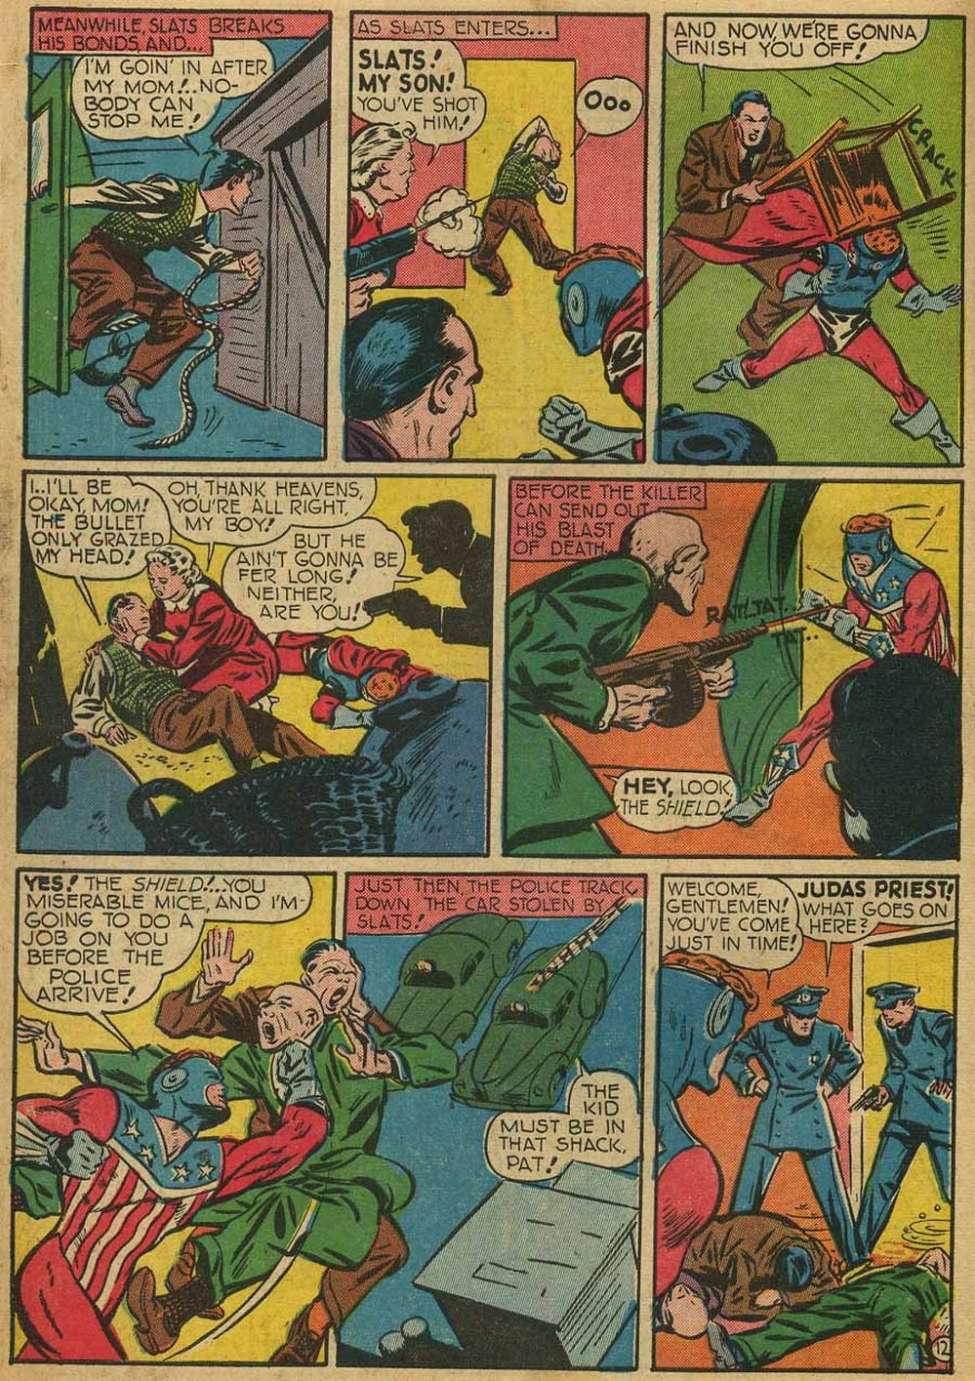 MEANWHILE, SLATS BREAKS
HIS BONDS, AND...
I'M GOIN' IN AFTER
MY MOM!..NO-
BODY CAN
STOP ME!
AS SLATS ENTERS...
SLATS!
MY SON!
YOU'VE SHOT
HIM!
OOO
AND NOW, WE'RE GONNA
FINISH YOU OFF!
CRACK
I..I'LL BE
OKAY, MOM!
THE BULLET
ONLY GRAZED
MY HEAD!
OH, THANK HEAVENS,
YOU'RE ALL RIGHT,
MY BOY!
BUT HE
AIN'T GONNA BE
FER LONG!
NEITHER,
ARE YOU!
BEFORE THE KILLER
CAN SEND OUT
HIS BLAST
OF DEATH...
TAT..
HEY, LOOK,
THE SHIELD!
YES! THE SHIELD!..YOU
MISERABLE MICE, AND I'M-
GOING TO DO A
JOB ON YOU
BEFORE THE
POLICE
ARRIVE!
JUST THEN, THE POLICE TRACK
DOWN THE CAR STOLEN BY
SLATS!
THE
KID
MUST BE IN
THAT SHACK,
PAT!
WELCOME,
GENTLEMEN!
YOU'VE COME
JUST IN TIME!
JUDAS PRIEST!
WHAT GOES ON
HERE?
12